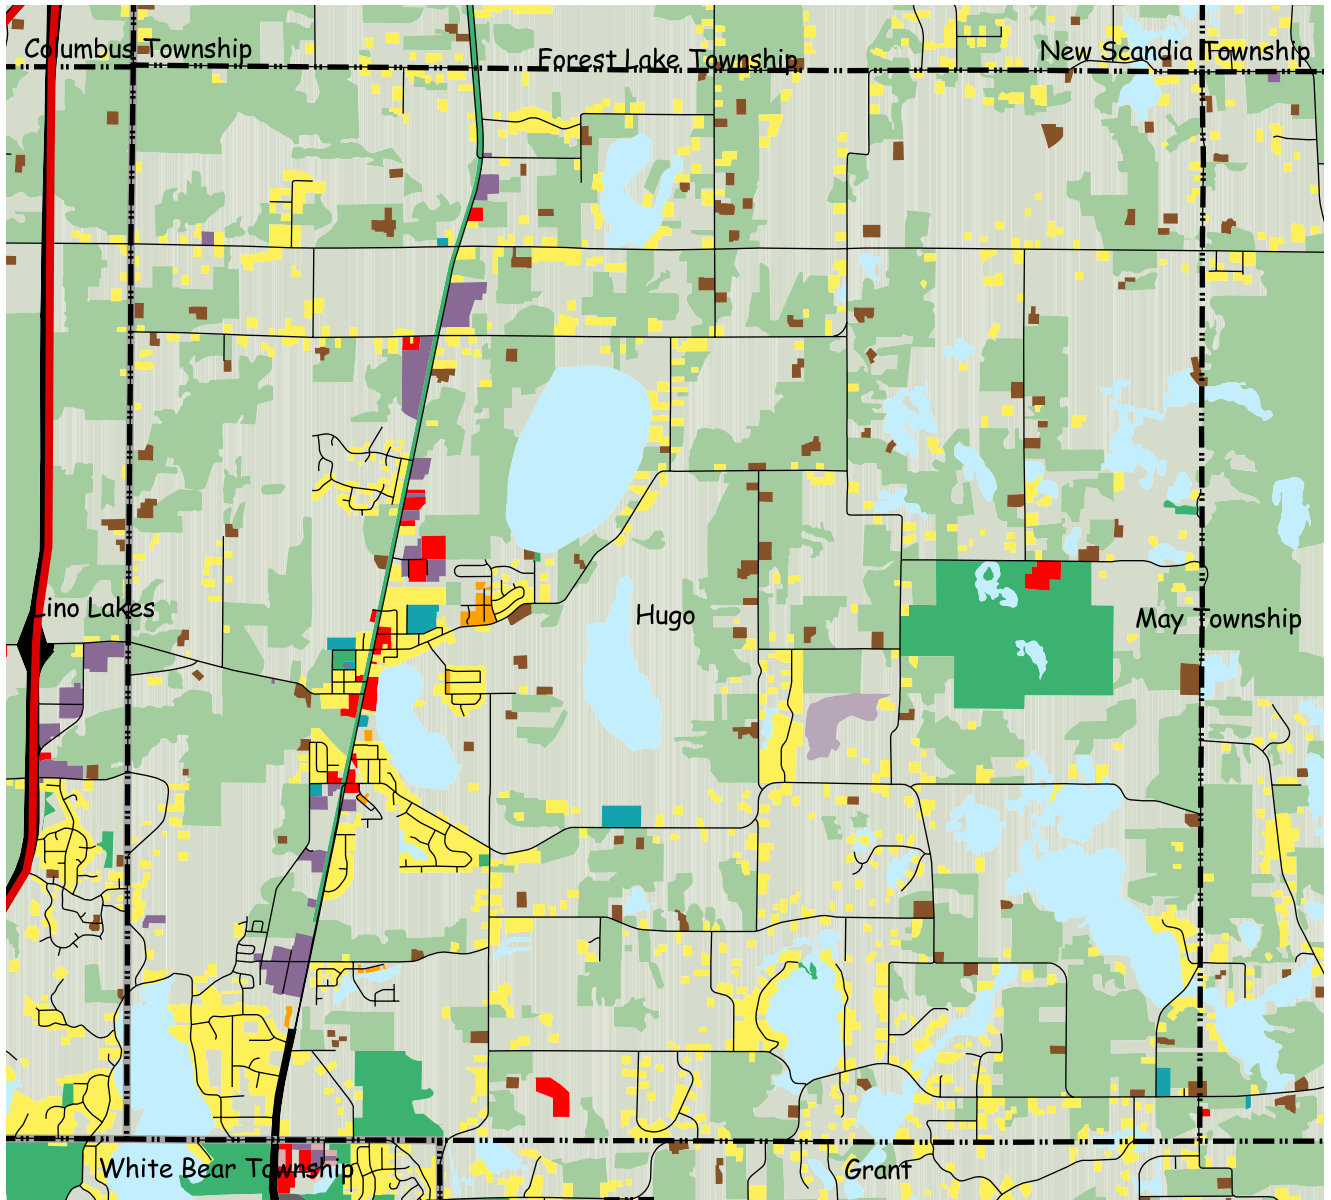 Columbus Township
Forest Lake Township
New Scandia Township
Lino Lakes
Hugo
May Township
White Bear Township
Grant